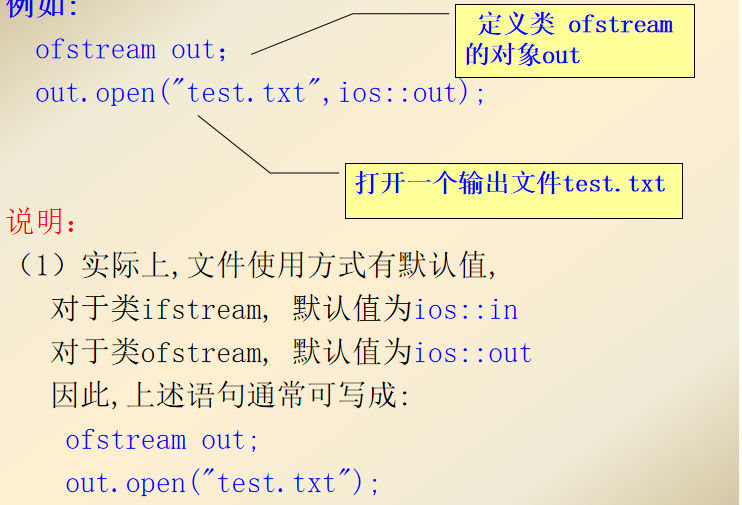 例如:
定义类 ofstream
的对象out
ofstream out；
out.open("test.txt",ios::out);
打开一个输出文件test.txt
说明：
（1）实际上,文件使用方式有默认值,
对于类ifstream, 默认值为ios::in
对于类ofstream, 默认值为ios::out
因此,上述语句通常可写成:
ofstream out;
out.open("test.txt");